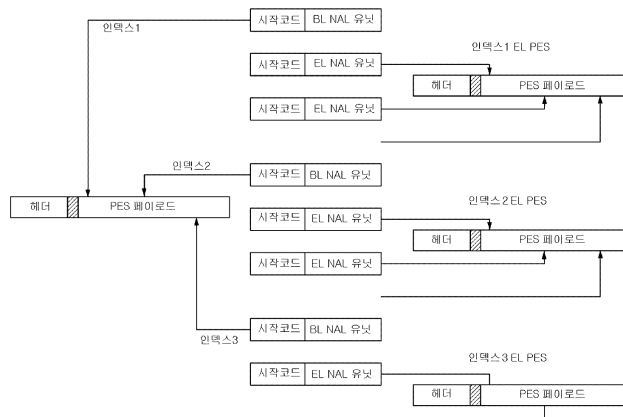 시작코드 BL NAL 유닛
인덱스1
시작코드 EL NAL 유닛
인덱스1 EL PES
헤더 PES 페이로드
시작코드 EL NAL 유닛
인덱스2
시작코드 BL NAL 유닛
헤더 PES 페이로드
시작코드 EL NAL 유닛
인덱스2 EL PES
헤더 PES 페이로드
시작코드 EL NAL 유닛
시작코드 BL NAL 유닛
인덱스3
시작코드 EL NAL 유닛
인덱스3 EL PES
헤더 PES 페이로드